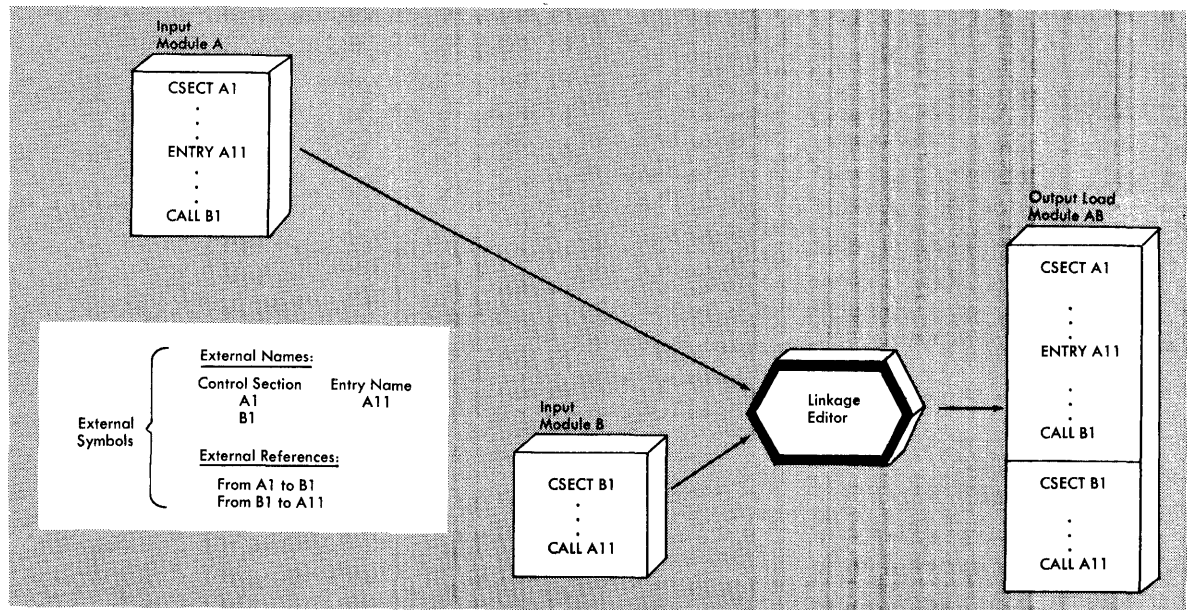 Input
Module A
CSECT A1
.
.
.
ENTRY A11
.
.
.
CALL B1
External Symbols
External Names:
Control Section Entry Name
A1 A11
B1
External References:
From A1 to B1
From B1 to A11
Input
Module B
CSECT B1
.
.
.
CALL A11
Linkage
Editor
Output Load
Module AB
CSECT A1
.
.
.
ENTRY A11
.
.
.
CALL B1
CSECT B1
.
.
.
CALL A11